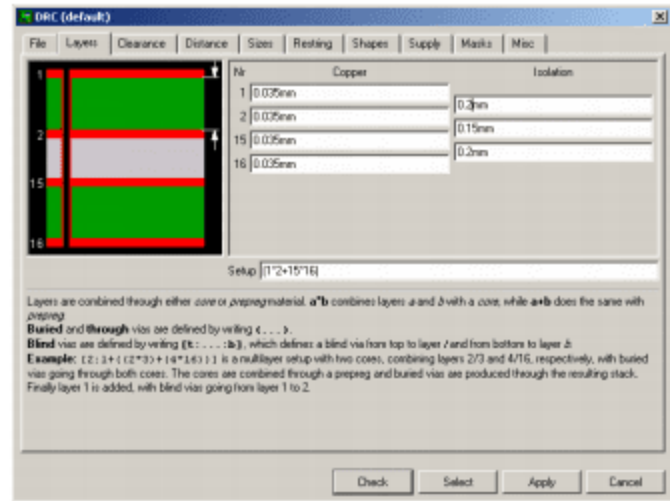 DRC (default)
File Layers Clearance Distance Sizes Restring Shapes Supply Masks Misc
Nr Copper Isolation
1
2
15
16
1 0.035mm
0.2mm
2 0.035mm
0.15mm
15 0.035mm
0.2mm
16 0.035mm
Setup (1*2+15*16)
Layers are combined through either core or prepreg material. a*b combines layers a and b with a core, while a+b does the same with
prepreg.
Buried and through vias are defined by writing (...).
Blind vias are defined by writing [t:...:b], which defines a blind via from top to layer t and from bottom to layer b.
Example: [2:1+((2*3)+(4*16))] is a multilayer setup with two cores, combining layers 2/3 and 4/16, respectively, with buried
vias going through both cores. The cores are combined through a prepreg and buried vias are produced through the resulting stack.
Finally layer 1 is added, with blind vias going from layer 1 to 2.
Check Select Apply Cancel